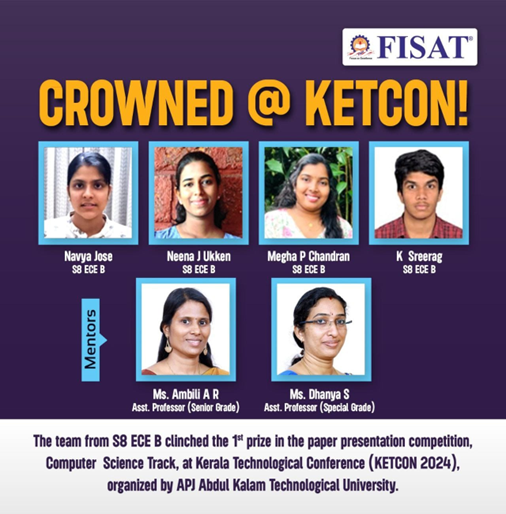 FISAT®
CROWNED @ KETCON!
Navya Jose
S8 ECE B
Neena J Ukken
S8 ECE B
Megha P Chandran
S8 ECE B
K Sreerag
S8 ECE B
Mentors
Ms. Ambili A R
Asst. Professor (Senior Grade)
Ms. Dhanya S
Asst. Professor (Special Grade)
The team from S8 ECE B clinched the 1st prize in the paper presentation competition,
Computer Science Track, at Kerala Technological Conference (KETCON 2024),
organized by APJ Abdul Kalam Technological University.